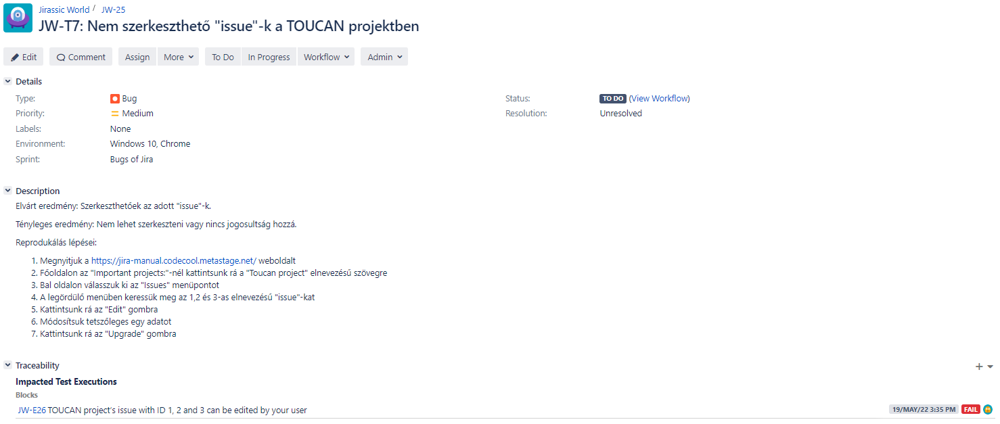 Jirassic World / JW-25
JW-T7: Nem szerkeszthető "issue"-k a TOUCAN projektben
Edit Comment Assign More To Do In Progress Workflow Admin
Details
Type: Bug Status: TO DO (View Workflow)
Priority: Medium Resolution: Unresolved
Labels: None
Environment: Windows 10, Chrome
Sprint: Bugs of Jira
Description
Elvárt eredmény: Szerkeszthetőek az adott "issue"-k.
Tényleges eredmény: Nem lehet szerkeszteni vagy nincs jogosultság hozzá.
Reprodukálás lépései:
1. Megnyitjuk a https://jira-manual.codecool.metastage.net/ weboldalt
2. Főoldalon az "Important projects:"-nél kattintsunk rá a "Toucan project" elnevezésű szövegre
3. Bal oldalon válasszuk ki az "Issues" menüpontot
4. A legördülő menüben keressük meg az 1,2 és 3-as elnevezésű "issue"-kat
5. Kattintsunk rá az "Edit" gombra
6. Módosítsuk tetszőleges egy adatot
7. Kattintsunk rá az "Upgrade" gombra
Traceability
Impacted Test Executions
Blocks
JW-E26 TOUCAN project's issue with ID 1, 2 and 3 can be edited by your user 19/MAY/22 3:35 PM FAIL